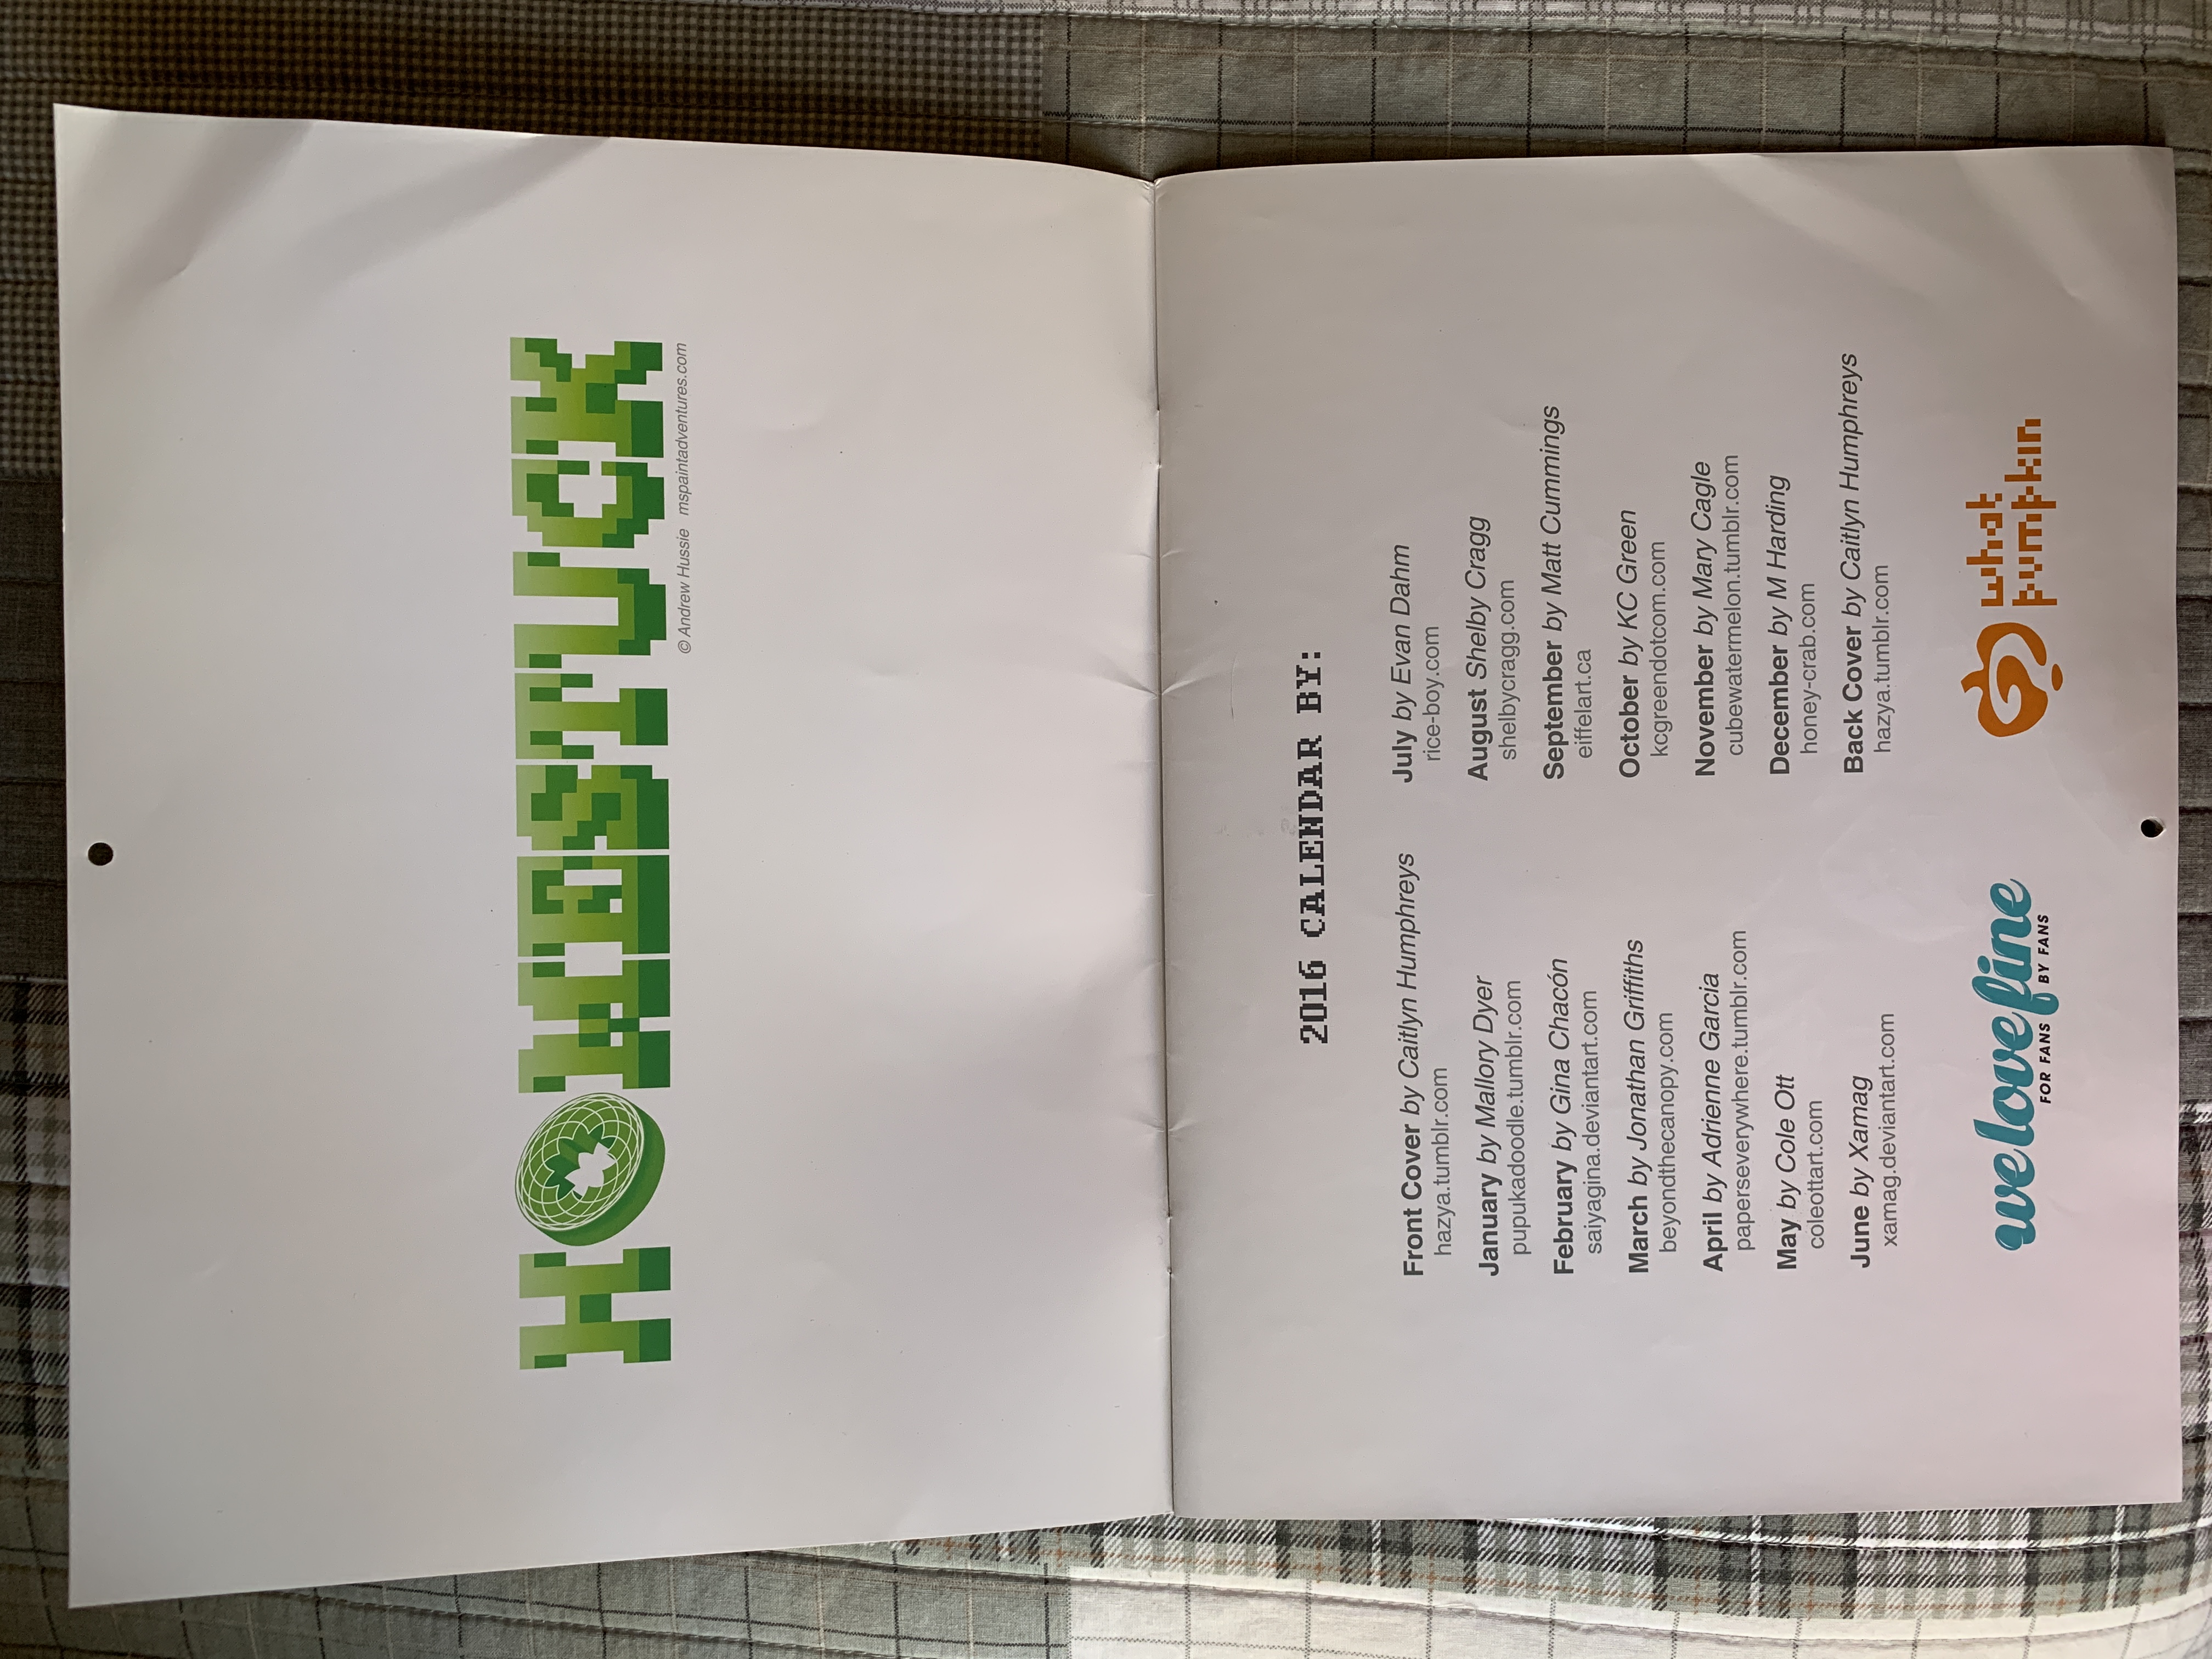 HOMESTUCK
© Andrew Hussie mspaintadventures.com
2016 CALENDAR BY:
Front Cover by Caitlyn Humphreys
hazya.tumblr.com
January by Mallory Dyer
pupukadoodle.tumblr.com
February by Gina Chacón
saiyagina.deviantart.com
March by Jonathan Griffiths
beyondthecanopy.com
April by Adrienne Garcia
paperseverywhere.tumblr.com
May by Cole Ott
coleottart.com
June by Xamag
xamag.deviantart.com
July by Evan Dahm
rice-boy.com
August Shelby Cragg
shelbycragg.com
September by Matt Cummings
eiffelart.ca
October by KC Green
kcgreendotcom.com
November by Mary Cagle
cubewatermelon.tumblr.com
December by M Harding
honey-crab.com
Back Cover by Caitlyn Humphreys
hazya.tumblr.com
welovefine
FOR FANS BY FANS
what
pumpkin